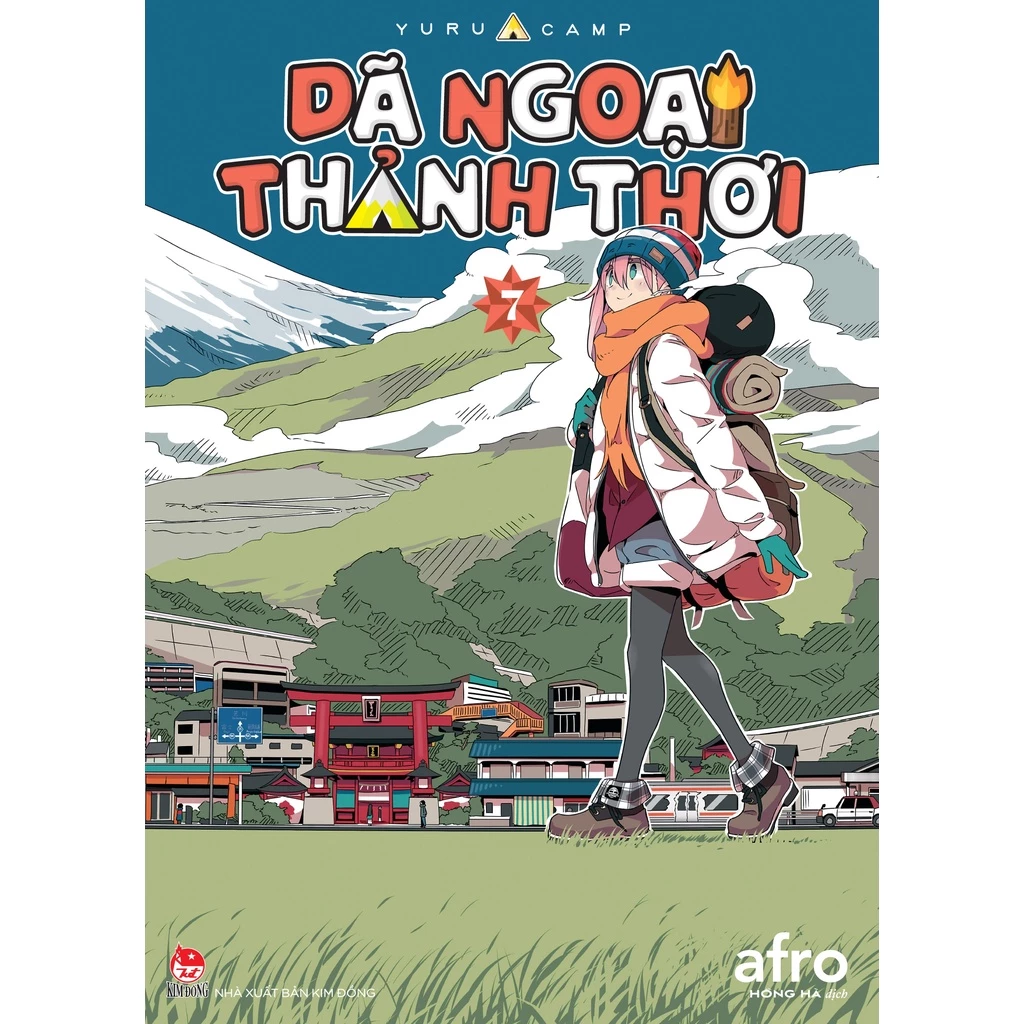 YURU CAMP
DÃ NGOẠI
THẢNH THƠI
7
afro
HỒNG HÀ dịch
KIM ĐỒNG
NHÀ XUẤT BẢN KIM ĐỒNG